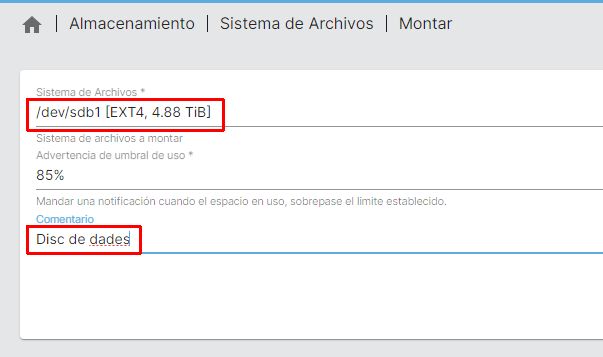 Almacenamiento | Sistema de Archivos | Montar
Sistema de Archivos *
/dev/sdb1 [EXT4, 4.88 TiB]
Sistema de archivos a montar
Advertencia de umbral de uso *
85%
Mandar una notificación cuando el espacio en uso, sobrepase el límite establecido.
Comentario
Disc de dades